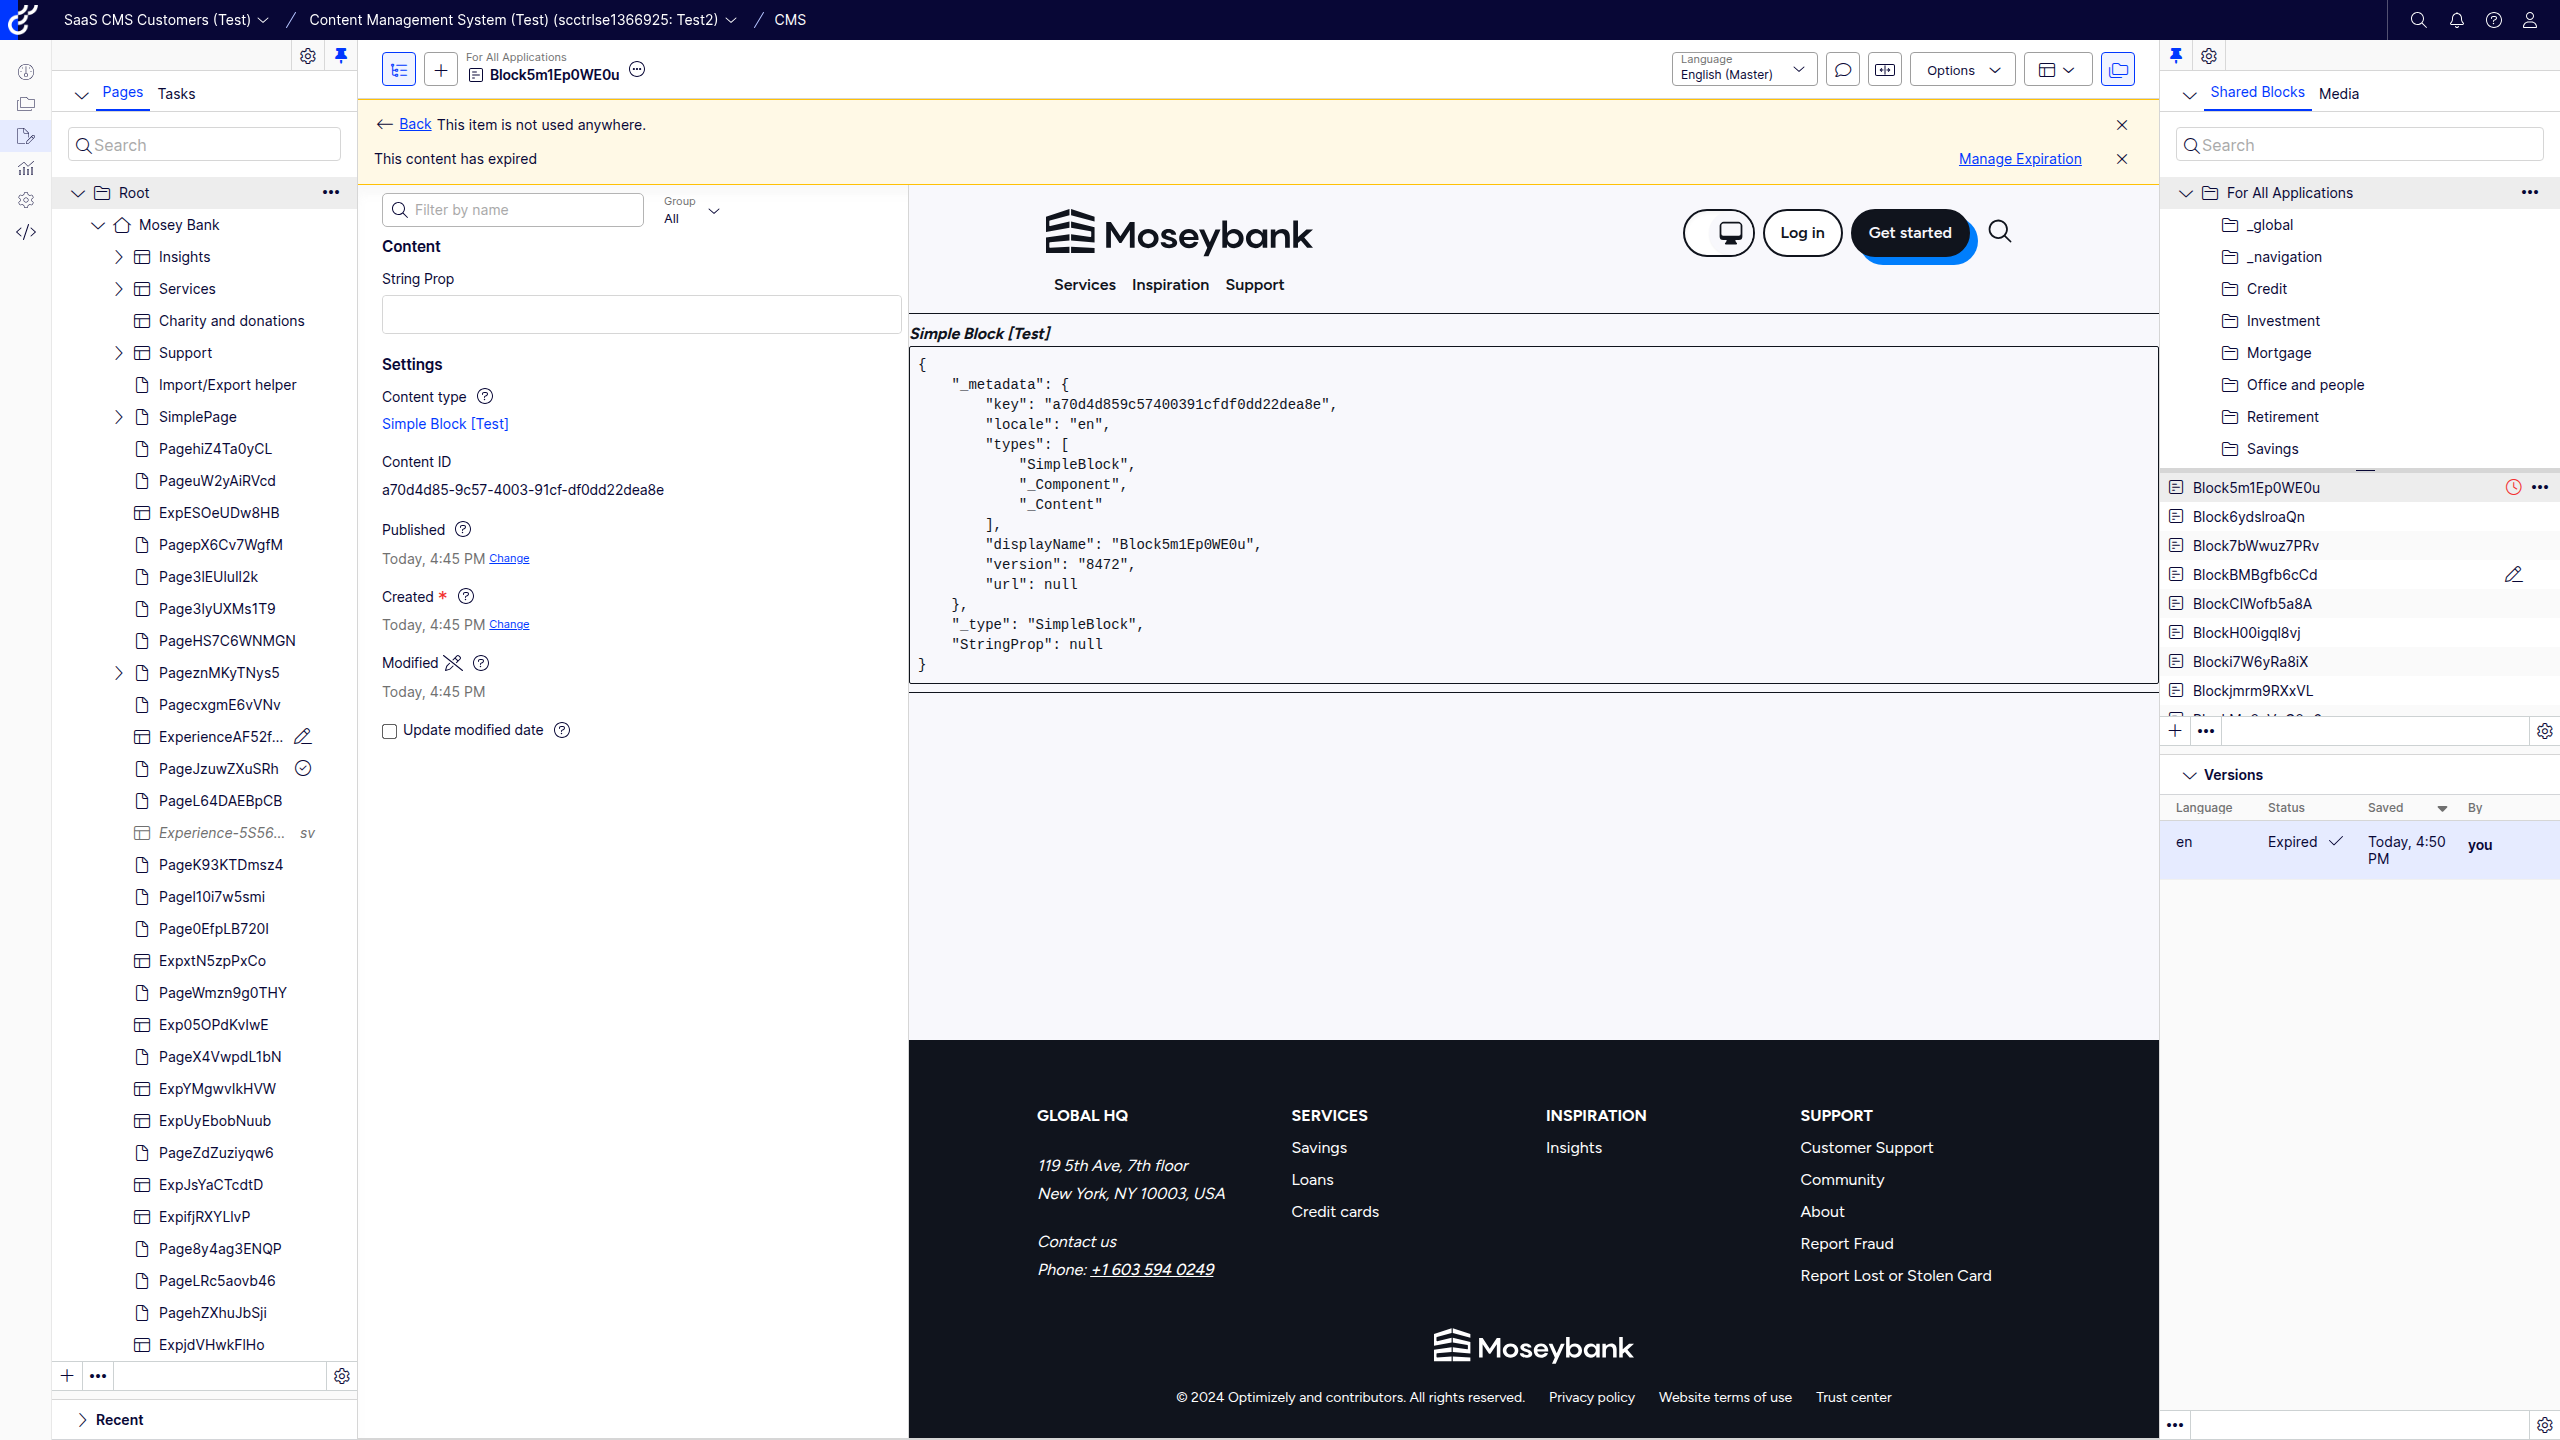 SaaS CMS Customers (Test) / Content Management System (Test) (scctrlse1366925: Test2) / CMS
Pages Tasks
Search
Root
Mosey Bank
Insights
Services
Charity and donations
Support
Import/Export helper
SimplePage
PagehiZ4Ta0yCL
PageuW2yAiRVcd
ExpESOeUDw8HB
PagepX6Cv7WgfM
Page3lEUlull2k
Page3lyUXMs1T9
PageHS7C6WNMGN
PageznMKyTNys5
PagecxgmE6vVNv
ExperienceAF52f...
PageJzuwZXuSRh
PageL64DAEBpCB
Experience-5S56... sv
PageK93KTDmsz4
Pagel10i7w5smi
Page0EfpLB720I
ExpxtN5zpPxCo
PageWmzn9g0THY
Exp05OPdKvIwE
PageX4VwpdL1bN
ExpYMgwvlkHVW
ExpUyEbobNuub
PageZdZuziyqw6
ExpJsYaCTcdtD
ExpifjRXYLIvP
Page8y4ag3ENQP
PageLRc5aovb46
PagehZXhuJbSji
ExpjdVHwkFlHo
Recent
For All Applications
Block5m1Ep0WE0u
Language
English (Master)
Options
Back This item is not used anywhere.
This content has expired
Manage Expiration
Filter by name
Group
All
Content
String Prop
Settings
Content type
Simple Block [Test]
Content ID
a70d4d85-9c57-4003-91cf-df0dd22dea8e
Published
Today, 4:45 PM Change
Created *
Today, 4:45 PM Change
Modified
Today, 4:45 PM
Update modified date
Moseybank
Log in
Get started
Services Inspiration Support
Simple Block [Test]
{
"_metadata": {
"key": "a70d4d859c57400391cfdf0dd22dea8e",
"locale": "en",
"types": [
"SimpleBlock",
"_Component",
"_Content"
],
"displayName": "Block5m1Ep0WE0u",
"version": "8472",
"url": null
},
"_type": "SimpleBlock",
"StringProp": null
}
GLOBAL HQ
119 5th Ave, 7th floor
New York, NY 10003, USA
Contact us
Phone: +1 603 594 0249
SERVICES
Savings
Loans
Credit cards
INSPIRATION
Insights
SUPPORT
Customer Support
Community
About
Report Fraud
Report Lost or Stolen Card
Moseybank
© 2024 Optimizely and contributors. All rights reserved. Privacy policy Website terms of use Trust center
Shared Blocks Media
Search
For All Applications
_global
_navigation
Credit
Investment
Mortgage
Office and people
Retirement
Savings
Block5m1Ep0WE0u
Block6ydslroaQn
Block7bWwuz7PRv
BlockBMBgfb6cCd
BlockClWofb5a8A
BlockH00igql8vj
Blocki7W6yRa8iX
Blockjmrm9RXxVL
Versions
Language Status Saved By
en Expired Today, 4:50 PM you